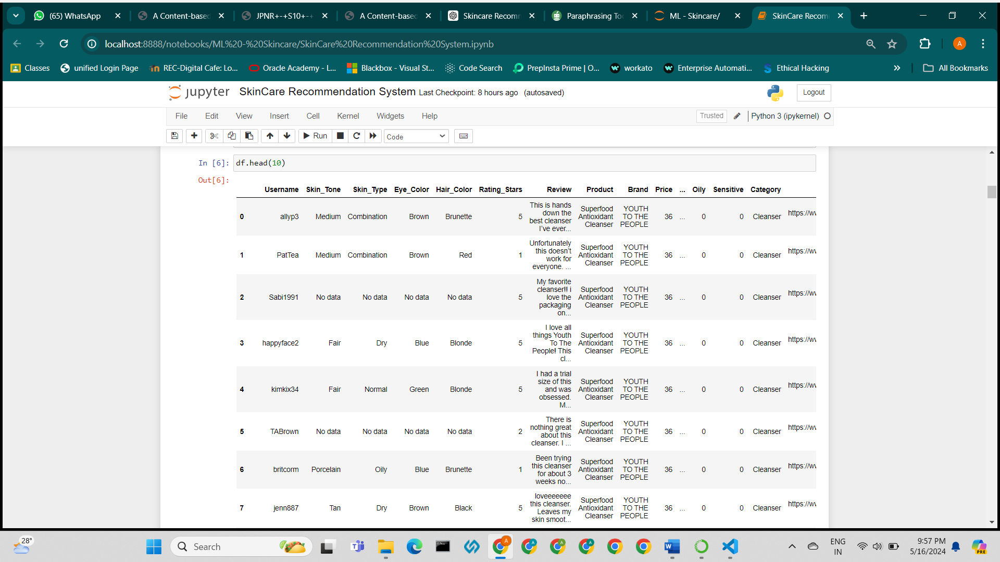 (65) WhatsApp
A Content-based
JPNR+-+S10+-+-
A Content-based
Skincare Recomm
Paraphrasing Too
ML - Skincare/
SkinCare Recom
localhost:8888/notebooks/ML%20-%20Skincare/SkinCare%20Recommendation%20System.ipynb
A
Classes
unified Login Page
REC-Digital Cafe: Lo...
Oracle Academy - L...
Blackbox - Visual St...
Code Search
PrepInsta Prime | O...
workato
Enterprise Automati...
Ethical Hacking
All Bookmarks
jupyter SkinCare Recommendation System Last Checkpoint: 8 hours ago (autosaved)
Logout
File Edit View Insert Cell Kernel Widgets Help
Trusted
Python 3 (ipykernel)
Run
Code
In [6]: df.head(10)
Out[6]:
Username Skin_Tone Skin_Type Eye_Color Hair_Color Rating_Stars Review Product Brand Price ... Oily Sensitive Category
0 allyp3 Medium Combination Brown Brunette 5
This is hands
down the
best cleanser
I've ever...
Superfood
Antioxidant
Cleanser
YOUTH
TO THE
PEOPLE
36 ... 0 0 Cleanser https://w
1 PatTea Medium Combination Brown Red 1
Unfortunately
this doesn't
work for
everyone. ...
Superfood
Antioxidant
Cleanser
YOUTH
TO THE
PEOPLE
36 ... 0 0 Cleanser https://w
2 Sabi1991 No data No data No data No data 5
My favorite
cleanser!! i
love the
packaging
on...
Superfood
Antioxidant
Cleanser
YOUTH
TO THE
PEOPLE
36 ... 0 0 Cleanser https://w
3 happyface2 Fair Dry Blue Blonde 5
I love all
things Youth
To The
People! This
cl...
Superfood
Antioxidant
Cleanser
YOUTH
TO THE
PEOPLE
36 ... 0 0 Cleanser https://w
4 kimkix34 Fair Normal Green Blonde 5
I had a trial
size of this
and was
obsessed.
M...
Superfood
Antioxidant
Cleanser
YOUTH
TO THE
PEOPLE
36 ... 0 0 Cleanser https://w
5 TABrown No data No data No data No data 2
There is
nothing great
about this
cleanser. I ...
Superfood
Antioxidant
Cleanser
YOUTH
TO THE
PEOPLE
36 ... 0 0 Cleanser https://w
6 britcorm Porcelain Oily Blue Brunette 1
Been trying
this cleanser
for about 3
weeks no...
Superfood
Antioxidant
Cleanser
YOUTH
TO THE
PEOPLE
36 ... 0 0 Cleanser https://w
7 jenn887 Tan Dry Brown Black 5
loveeeeeee
this cleanser.
Leaves my
skin smoot...
Superfood
Antioxidant
Cleanser
YOUTH
TO THE
PEOPLE
36 ... 0 0 Cleanser https://w
28°
Search
A
ENG
IN
9:57 PM
5/16/2024
PRE